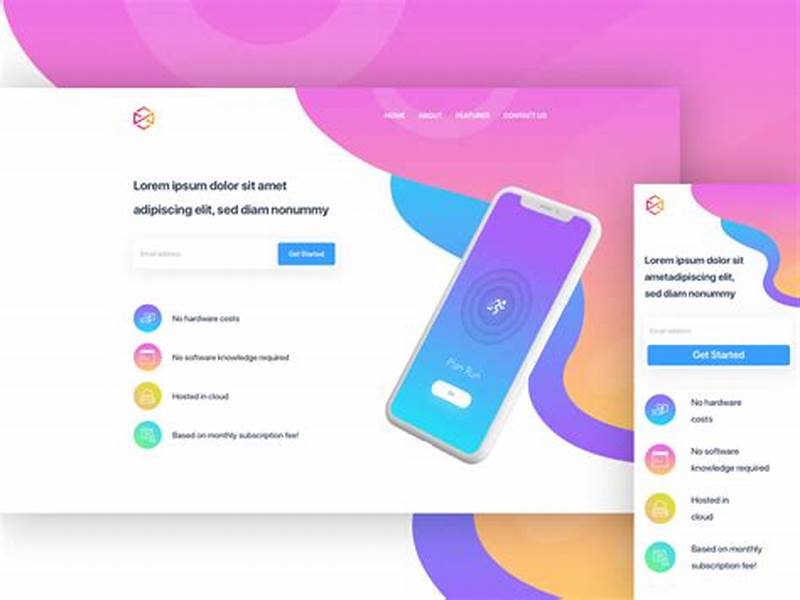 HOME ABOUT FEATURES CONTACT US
Lorem ipsum dolor sit amet
adipiscing elit, sed diam nonummy
Email address
Get Started
No hardware costs
No software knowledge required
Hosted in cloud
Based on monthly subscription fee!
Plan Run
Lorem ipsum dolor sit
ametadipiscing elit,
sed diam nonummy
Email address
Get Started
No hardware
costs
No software
knowledge required
Hosted in
cloud
Based on monthly
subscription fee!